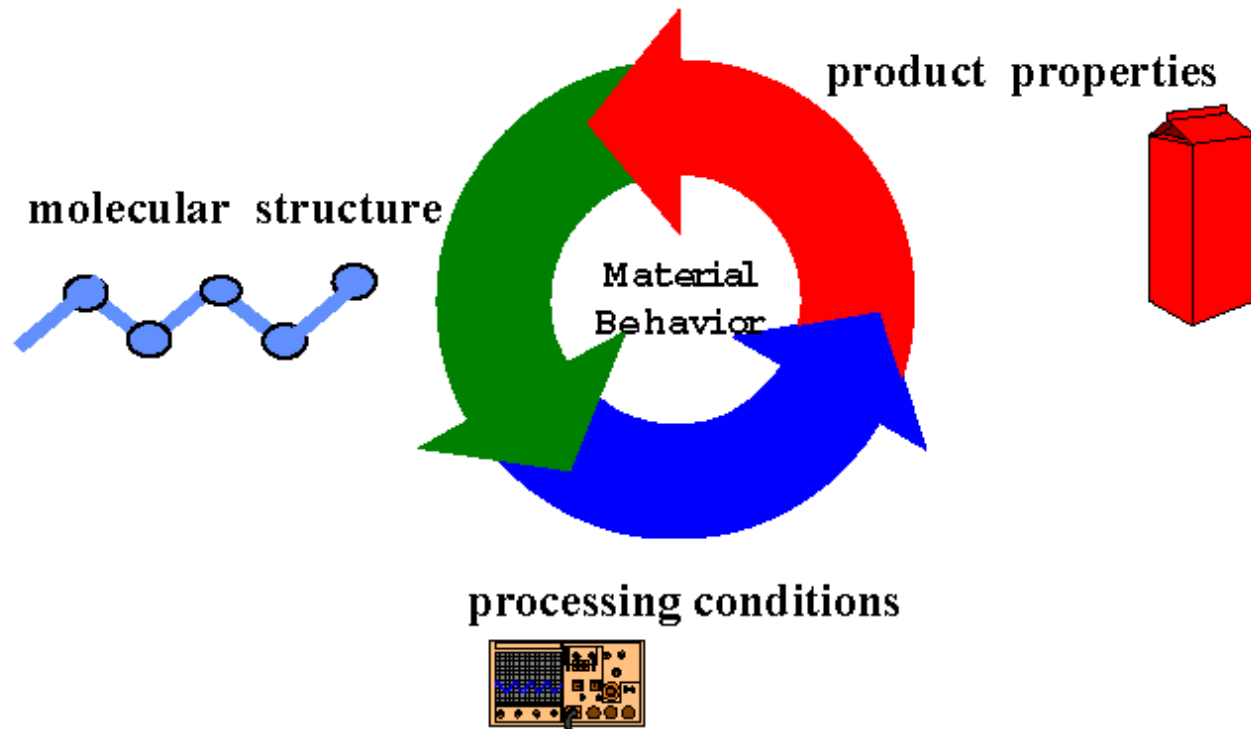 product properties
molecular structure
Material
Behavior
processing conditions